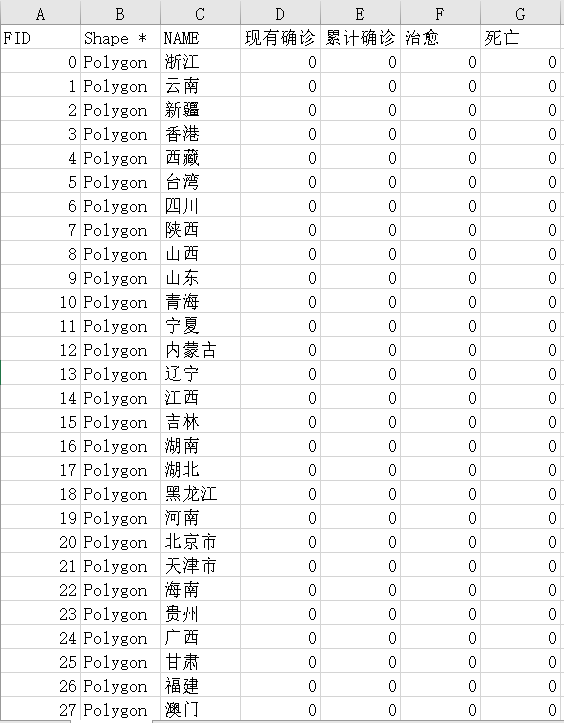 A B C D E F G
FID Shape * NAME 现有确诊 累计确诊 治愈 死亡
0 Polygon 浙江 0 0 0 0
1 Polygon 云南 0 0 0 0
2 Polygon 新疆 0 0 0 0
3 Polygon 香港 0 0 0 0
4 Polygon 西藏 0 0 0 0
5 Polygon 台湾 0 0 0 0
6 Polygon 四川 0 0 0 0
7 Polygon 陕西 0 0 0 0
8 Polygon 山西 0 0 0 0
9 Polygon 山东 0 0 0 0
10 Polygon 青海 0 0 0 0
11 Polygon 宁夏 0 0 0 0
12 Polygon 内蒙古 0 0 0 0
13 Polygon 辽宁 0 0 0 0
14 Polygon 江西 0 0 0 0
15 Polygon 吉林 0 0 0 0
16 Polygon 湖南 0 0 0 0
17 Polygon 湖北 0 0 0 0
18 Polygon 黑龙江 0 0 0 0
19 Polygon 河南 0 0 0 0
20 Polygon 北京市 0 0 0 0
21 Polygon 天津市 0 0 0 0
22 Polygon 海南 0 0 0 0
23 Polygon 贵州 0 0 0 0
24 Polygon 广西 0 0 0 0
25 Polygon 甘肃 0 0 0 0
26 Polygon 福建 0 0 0 0
27 Polygon 澳门 0 0 0 0